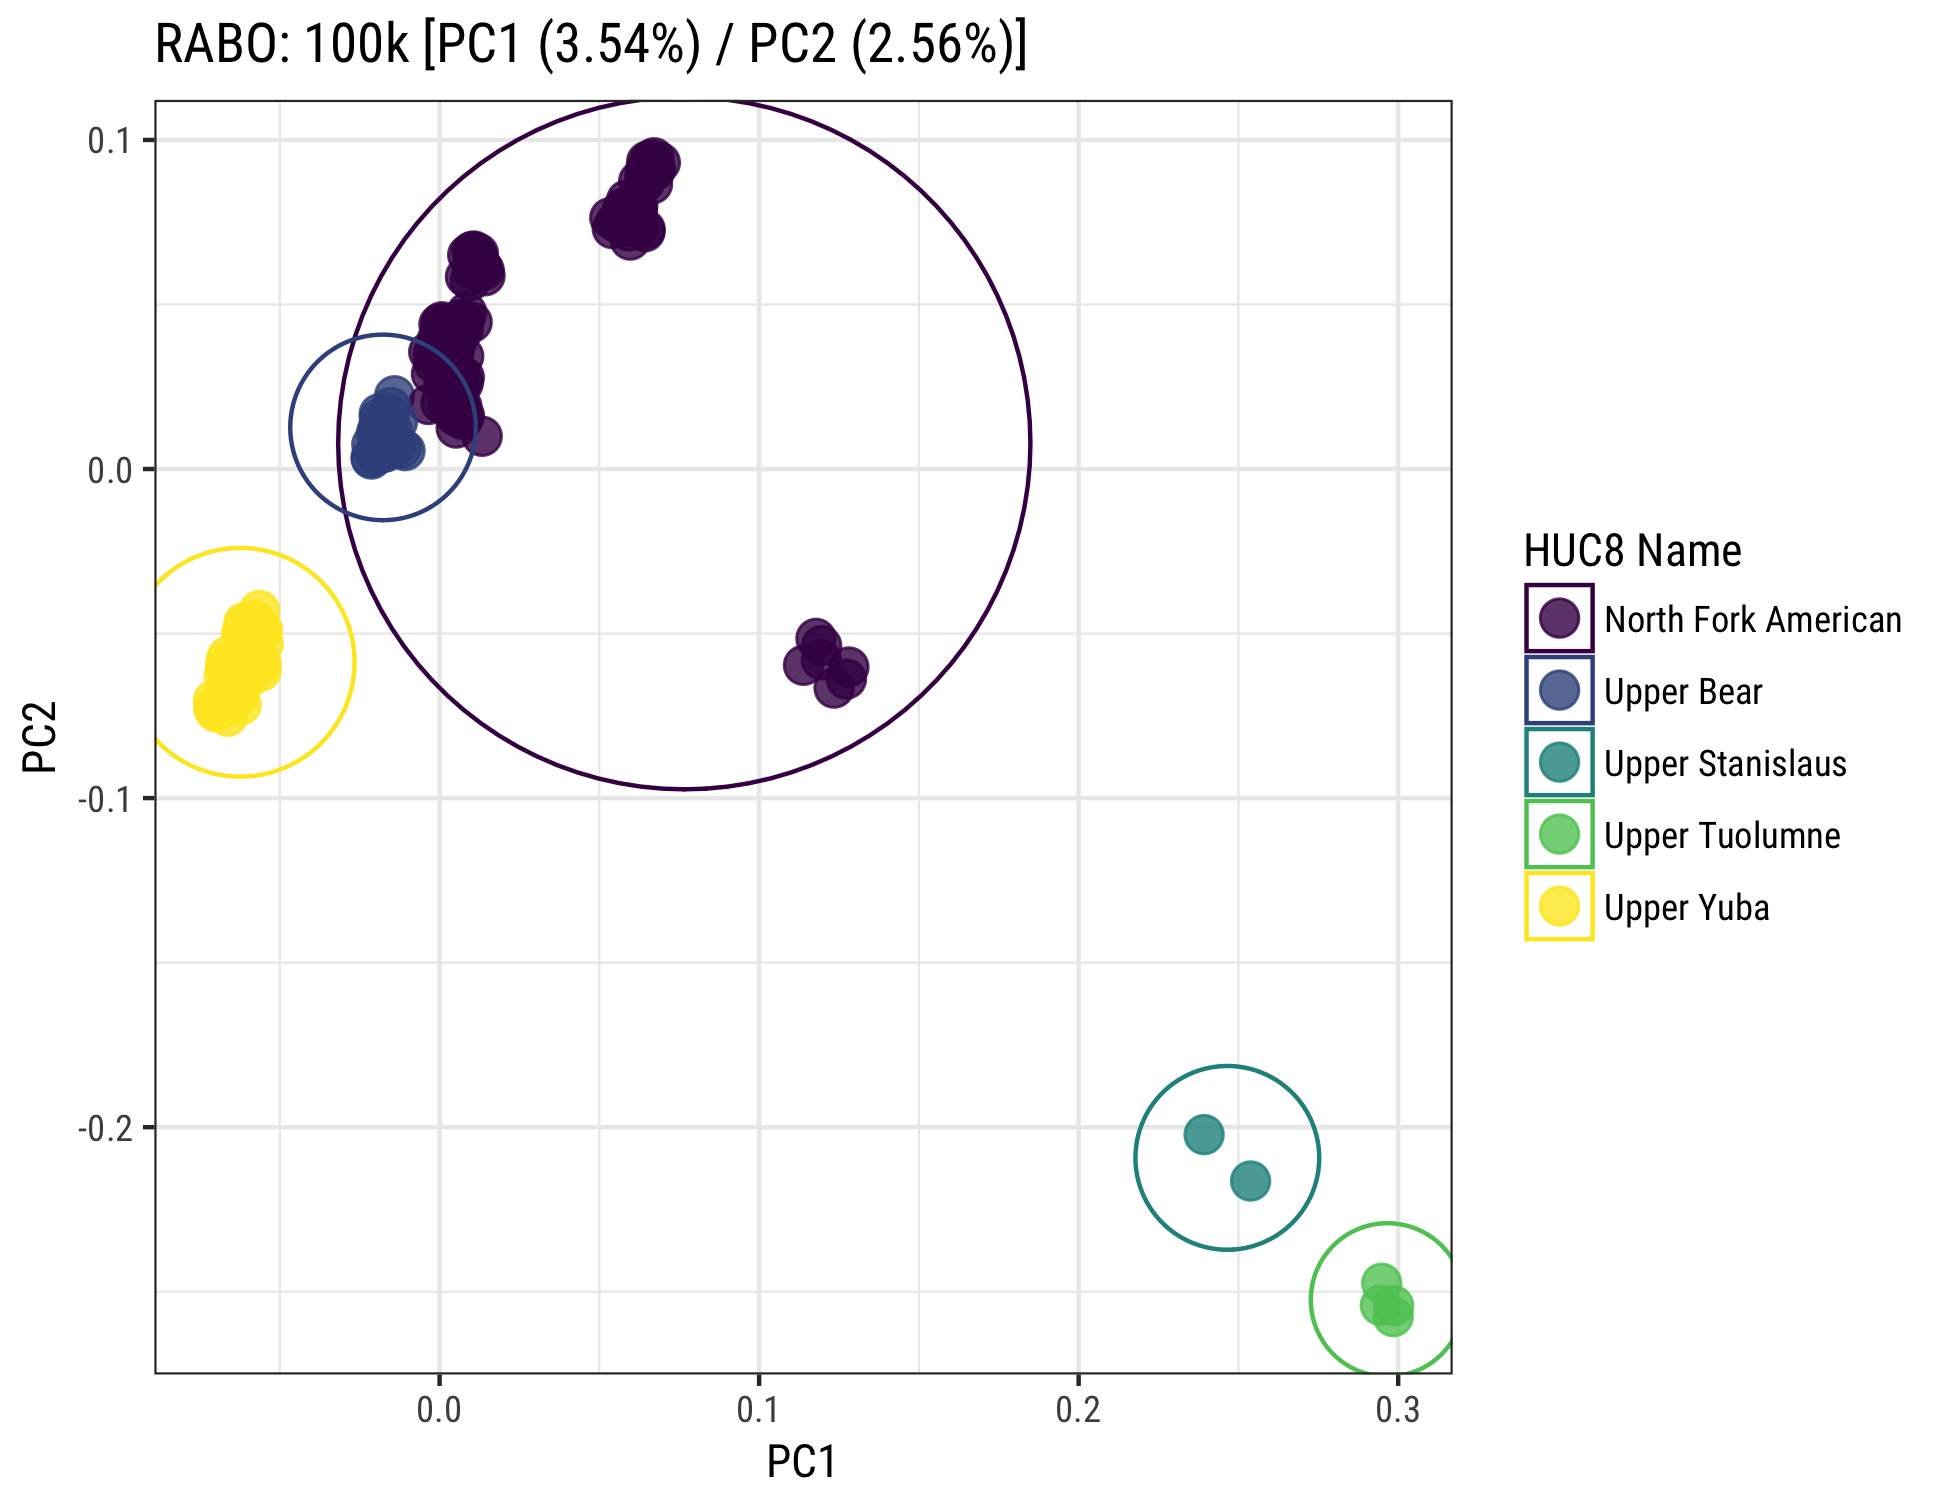 RABO: 100k [PC1 (3.54%) / PC2 (2.56%)]
0.1
0.0
-0.1
-0.2
PC2
0.0
0.1
0.2
0.3
PC1
HUC8 Name
North Fork American
Upper Bear
Upper Stanislaus
Upper Tuolumne
Upper Yuba